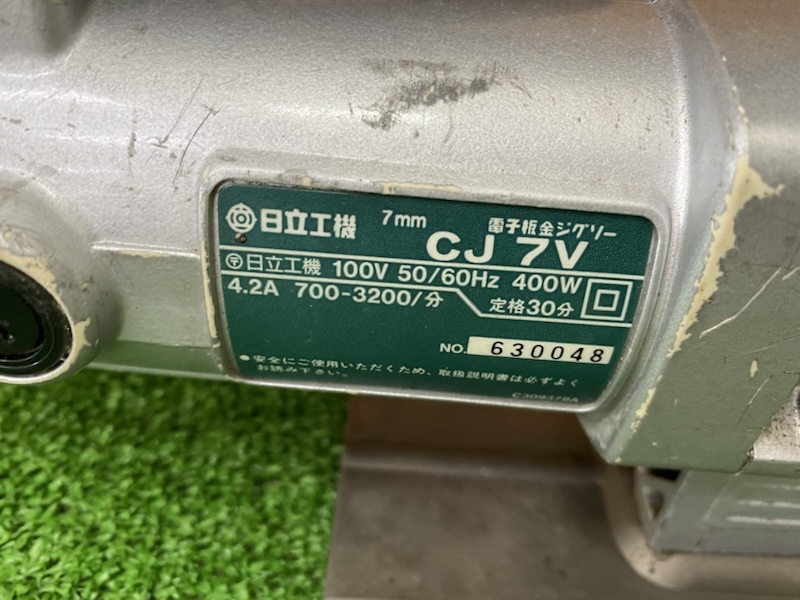 日立工機 7mm 電子板金ジグソー
CJ 7V
〒日立工機 100V 50/60Hz 400W
4.2A 700-3200/分 定格30分
NO. 630048
●安全にご使用いただくため、取扱説明書は必ずよく
お読み下さい。
C309378A